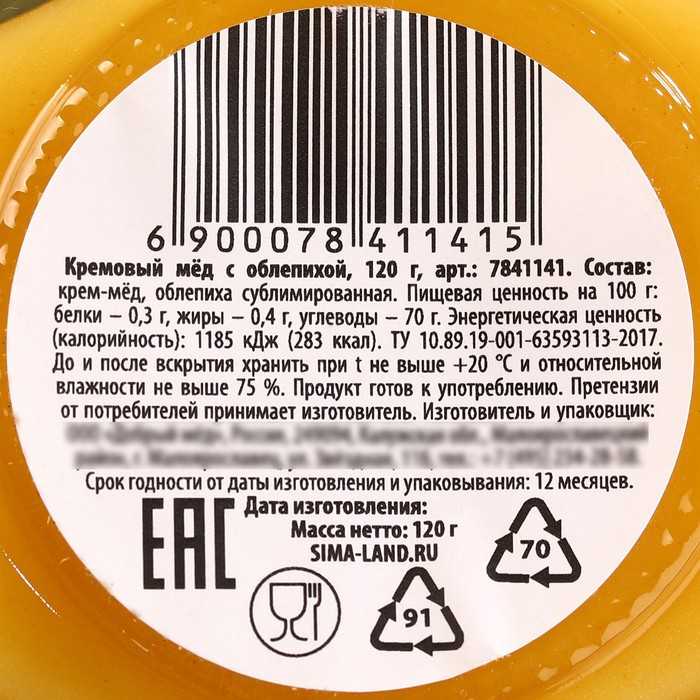 6 900078 411415
Кремовый мёд с облепихой, 120 г, арт.: 7841141. Состав:
крем-мёд, облепиха сублимированная. Пищевая ценность на 100 г:
белки – 0,3 г, жиры – 0,4 г, углеводы – 70 г. Энергетическая ценность
(калорийность): 1185 кДж (283 ккал). ТУ 10.89.19-001-63593113-2017.
До и после вскрытия хранить при t не выше +20 °С и относительной
влажности не выше 75 %. Продукт готов к употреблению. Претензии
от потребителей принимает изготовитель. Изготовитель и упаковщик:
Срок годности от даты изготовления и упаковывания: 12 месяцев.
EAC
Дата изготовления:
Масса нетто: 120 г
SIMA-LAND.RU
70
91